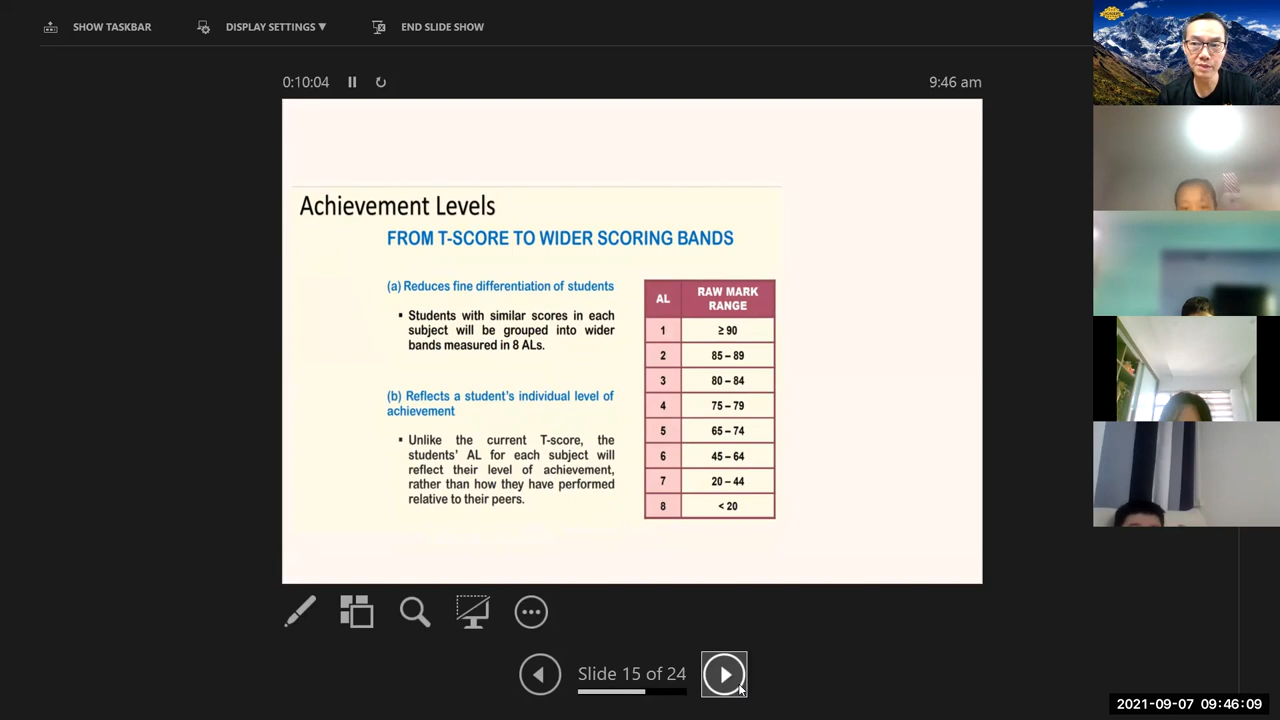 SHOW TASKBAR
DISPLAY SETTINGS ▼
END SLIDE SHOW
0:10:04
9:46 am
Achievement Levels
FROM T-SCORE TO WIDER SCORING BANDS
(a) Reduces fine differentiation of students
▪ Students with similar scores in each
subject will be grouped into wider
bands measured in 8 ALs.
(b) Reflects a student's individual level of
achievement
▪ Unlike the current T-score, the
students' AL for each subject will
reflect their level of achievement,
rather than how they have performed
relative to their peers.
AL RAW MARK
RANGE
1 ≥ 90
2 85 – 89
3 80 – 84
4 75 – 79
5 65 – 74
6 45 – 64
7 20 – 44
8 < 20
Slide 15 of 24
2021-09-07 09:46:09